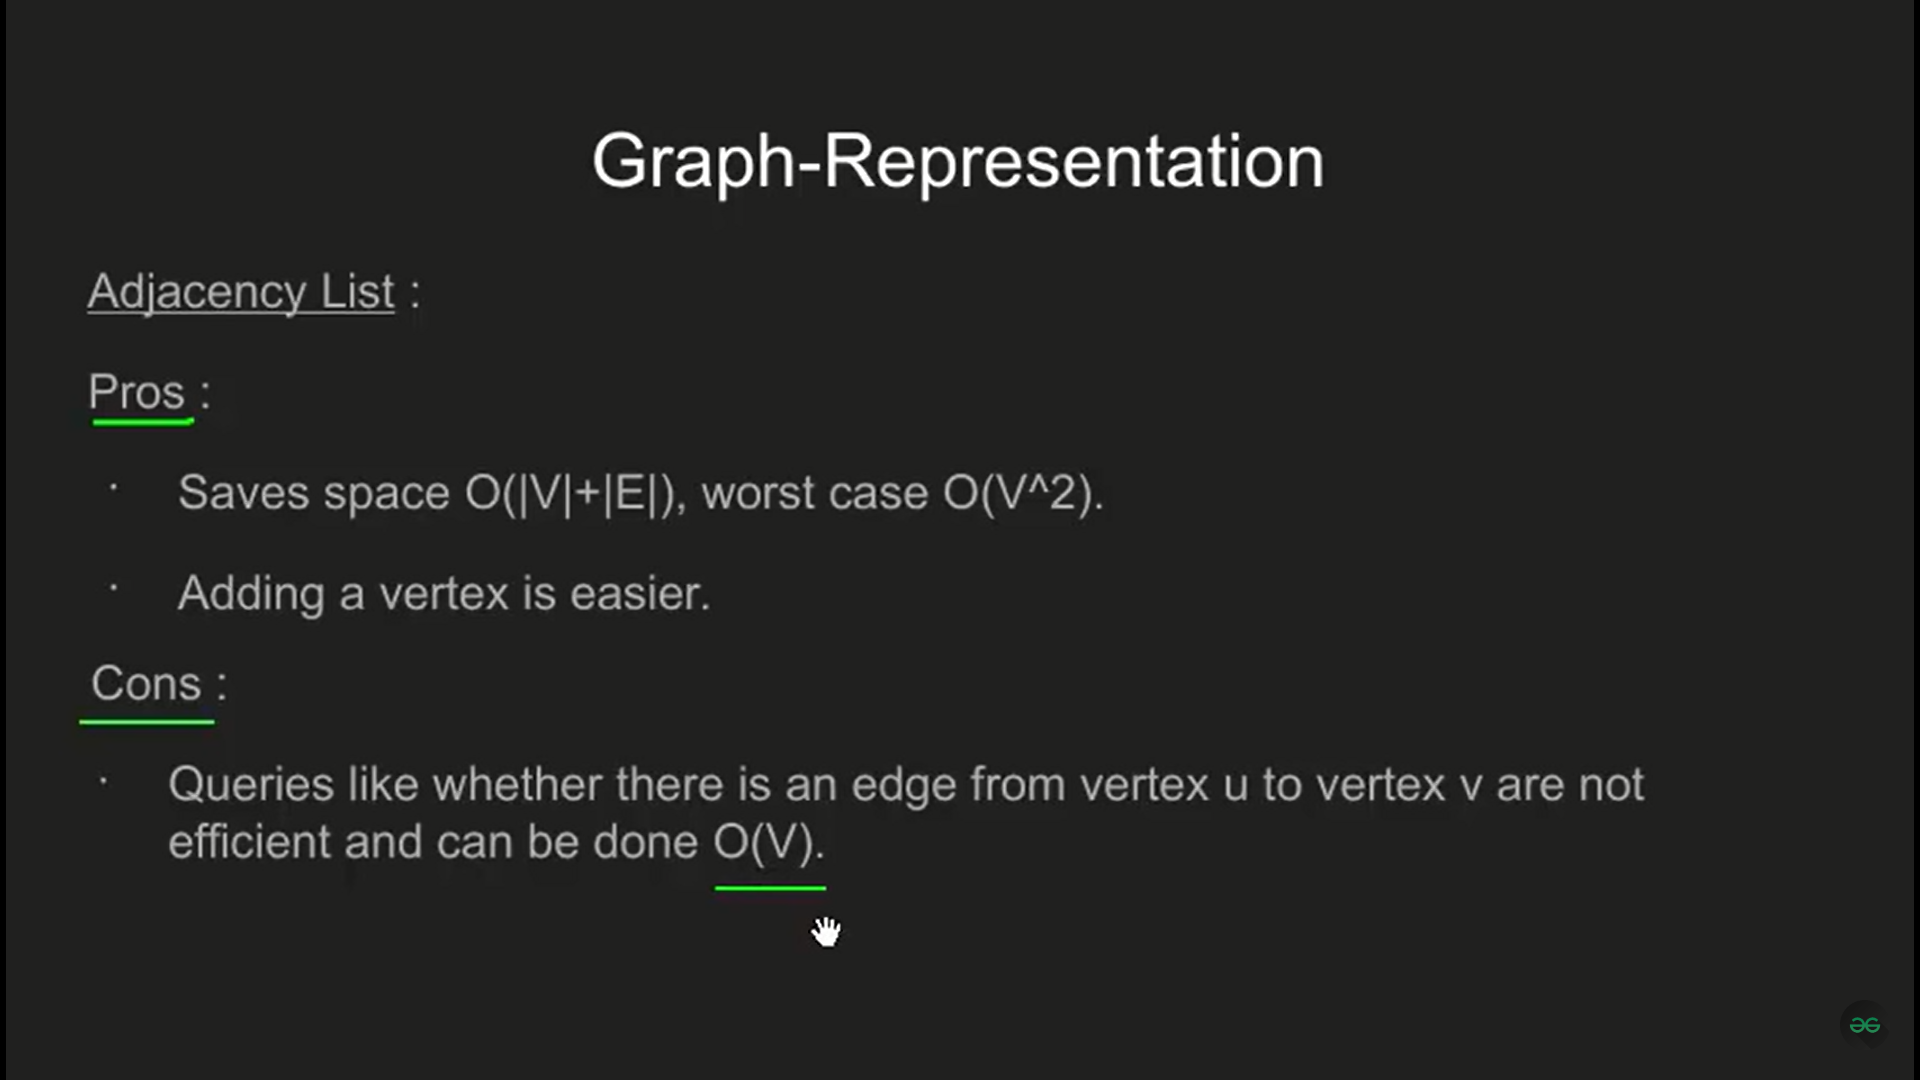 Graph-Representation
Adjacency List :
Pros :
· Saves space O(|V|+|E|), worst case O(V^2).
· Adding a vertex is easier.
Cons :
· Queries like whether there is an edge from vertex u to vertex v are not
efficient and can be done O(V).